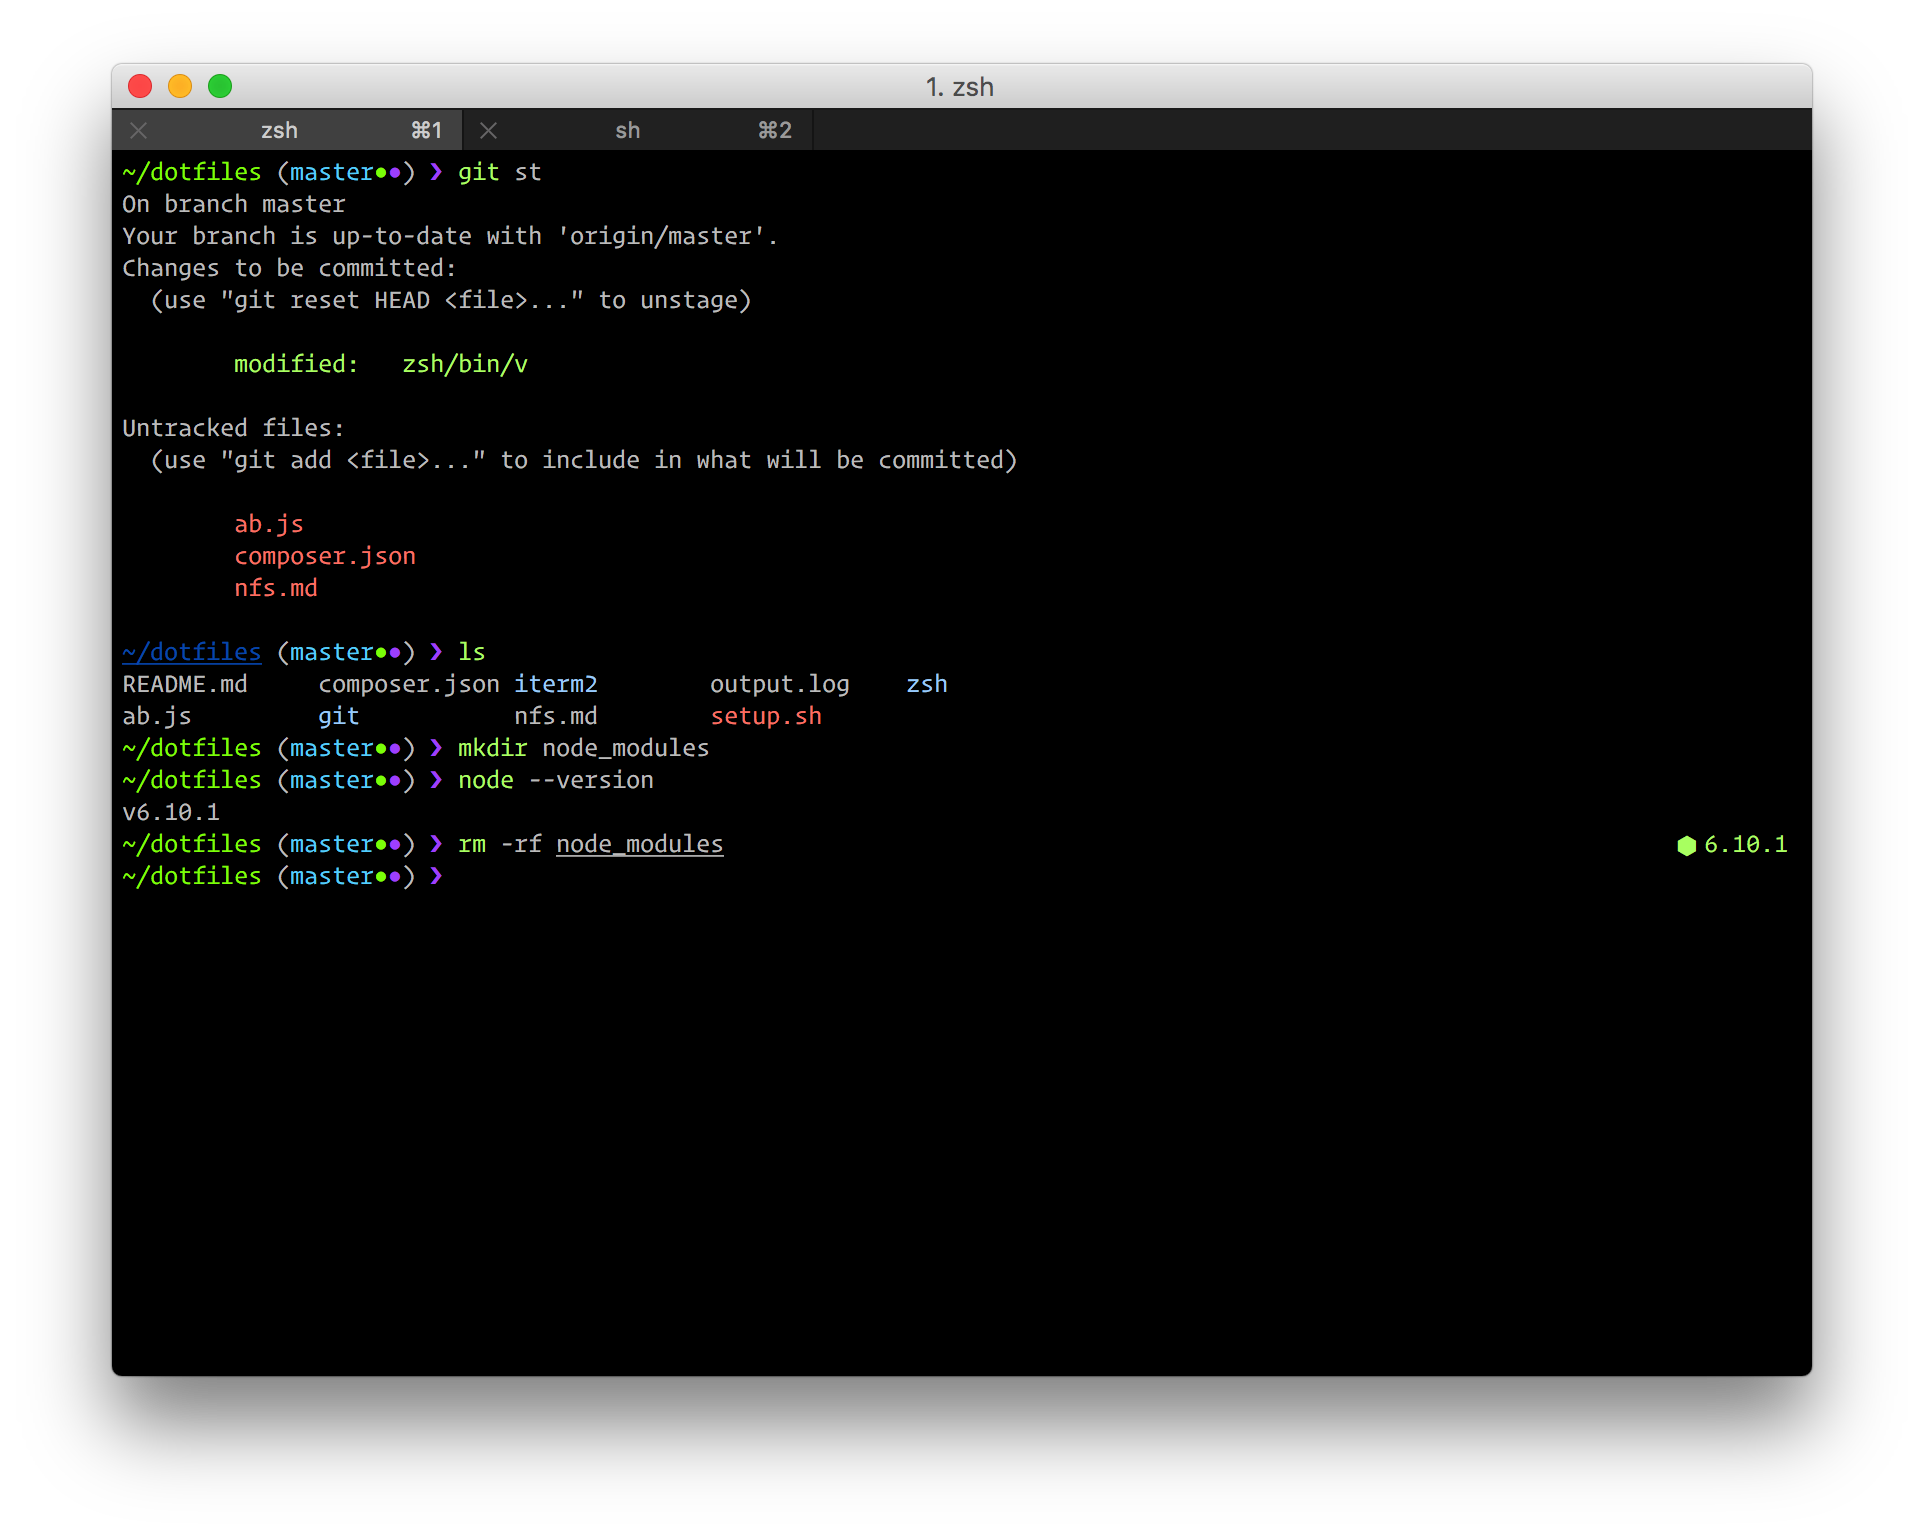 1. zsh
zsh ⌘1 sh ⌘2
~/dotfiles (master●●) ❯ git st
On branch master
Your branch is up-to-date with 'origin/master'.
Changes to be committed:
  (use "git reset HEAD <file>..." to unstage)
        modified:   zsh/bin/v
Untracked files:
  (use "git add <file>..." to include in what will be committed)
        ab.js
        composer.json
        nfs.md
~/dotfiles (master●●) ❯ ls
README.md     composer.json iterm2        output.log    zsh
ab.js         git           nfs.md        setup.sh
~/dotfiles (master●●) ❯ mkdir node_modules
~/dotfiles (master●●) ❯ node --version
v6.10.1
~/dotfiles (master●●) ❯ rm -rf node_modules ⬢ 6.10.1
~/dotfiles (master●●) ❯